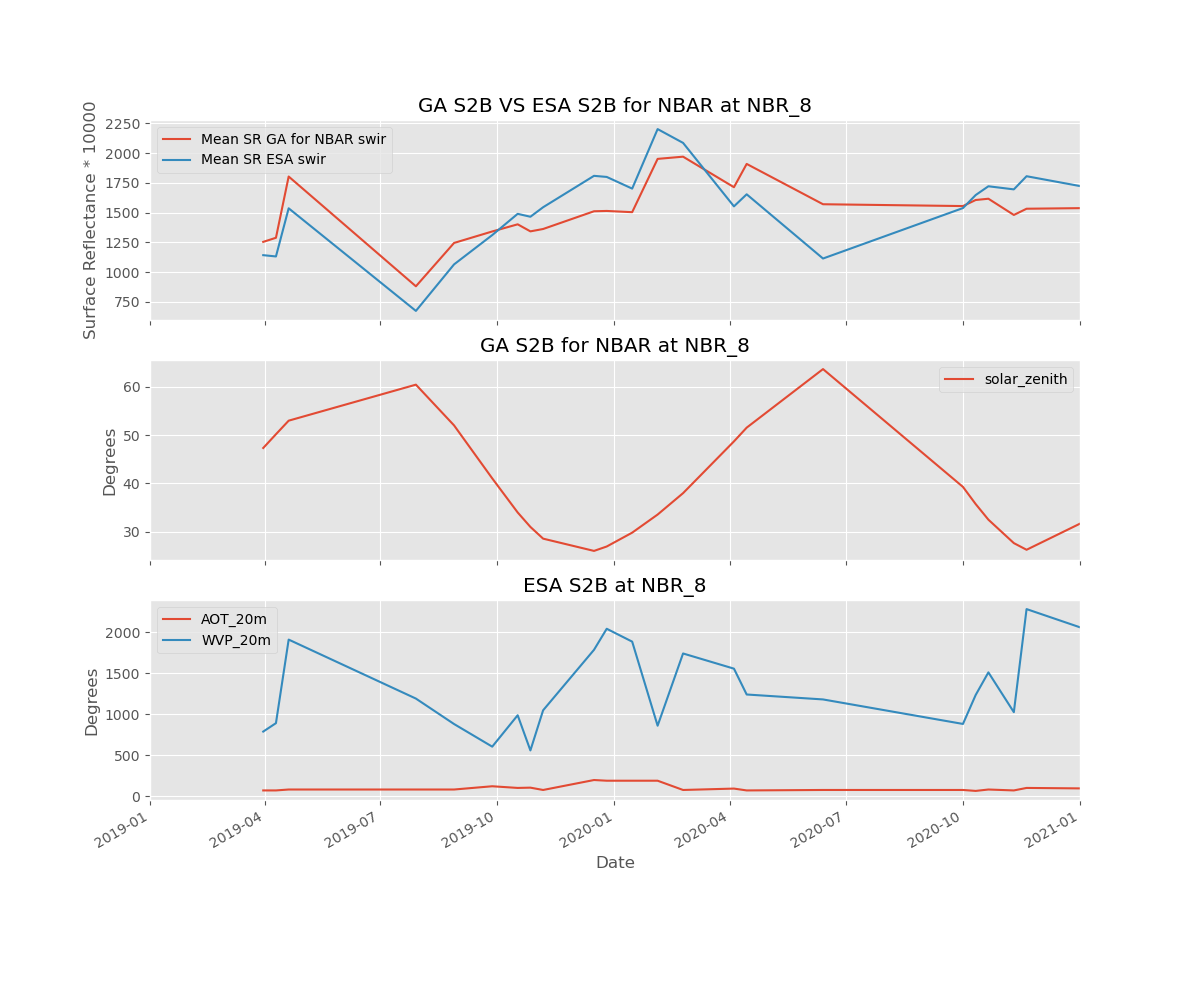 GA S2B VS ESA S2B for NBAR at NBR_8
Surface Reflectance * 10000
2250
2000
1750
1500
1250
1000
750
Mean SR GA for NBAR swir
Mean SR ESA swir
GA S2B for NBAR at NBR_8
Degrees
60
50
40
30
solar_zenith
ESA S2B at NBR_8
Degrees
2000
1500
1000
500
0
AOT_20m
WVP_20m
2019-01
2019-04
2019-07
2019-10
2020-01
2020-04
2020-07
2020-10
2021-01
Date